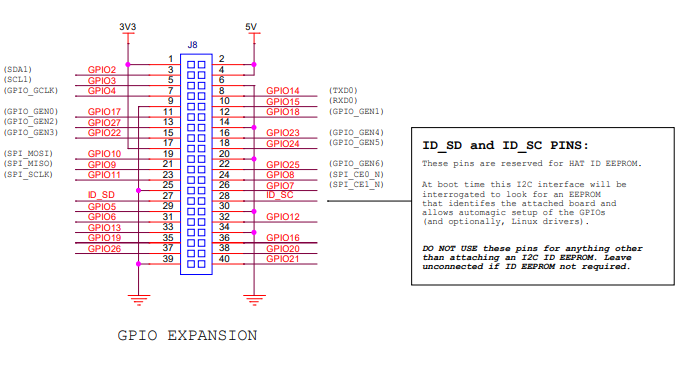 3V3 5V
J8
1 2
(SDA1) GPIO2 3 4
(SCL1) GPIO3 5 6
(GPIO_GCLK) GPIO4 7 8 GPIO14 (TXD0)
9 10 GPIO15 (RXD0)
(GPIO_GEN0) GPIO17 11 12 GPIO18 (GPIO_GEN1)
(GPIO_GEN2) GPIO27 13 14
(GPIO_GEN3) GPIO22 15 16 GPIO23 (GPIO_GEN4)
17 18 GPIO24 (GPIO_GEN5)
(SPI_MOSI) GPIO10 19 20
(SPI_MISO) GPIO9 21 22 GPIO25 (GPIO_GEN6)
(SPI_SCLK) GPIO11 23 24 GPIO8 (SPI_CE0_N)
25 26 GPIO7 (SPI_CE1_N)
ID_SD 27 28 ID_SC
GPIO5 29 30
GPIO6 31 32 GPIO12
GPIO13 33 34
GPIO19 35 36 GPIO16
GPIO26 37 38 GPIO20
39 40 GPIO21
GPIO EXPANSION
ID_SD and ID_SC PINS:
These pins are reserved for HAT ID EEPROM.
At boot time this I2C interface will be
interrogated to look for an EEPROM
that identifes the attached board and
allows automagic setup of the GPIOs
(and optionally, Linux drivers).
DO NOT USE these pins for anything other
than attaching an I2C ID EEPROM. Leave
unconnected if ID EEPROM not required.